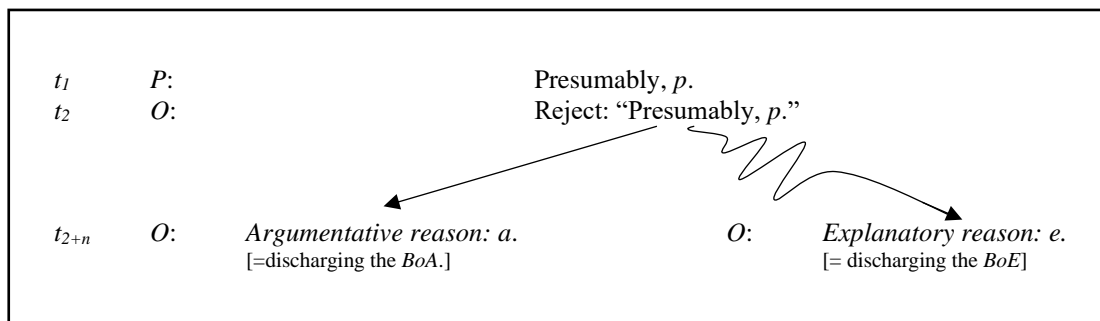 t1 P: Presumably, p.
t2 O: Reject: “Presumably, p.”
t2+n O: Argumentative reason: a. O: Explanatory reason: e.
[=discharging the BoA.] [= discharging the BoE]